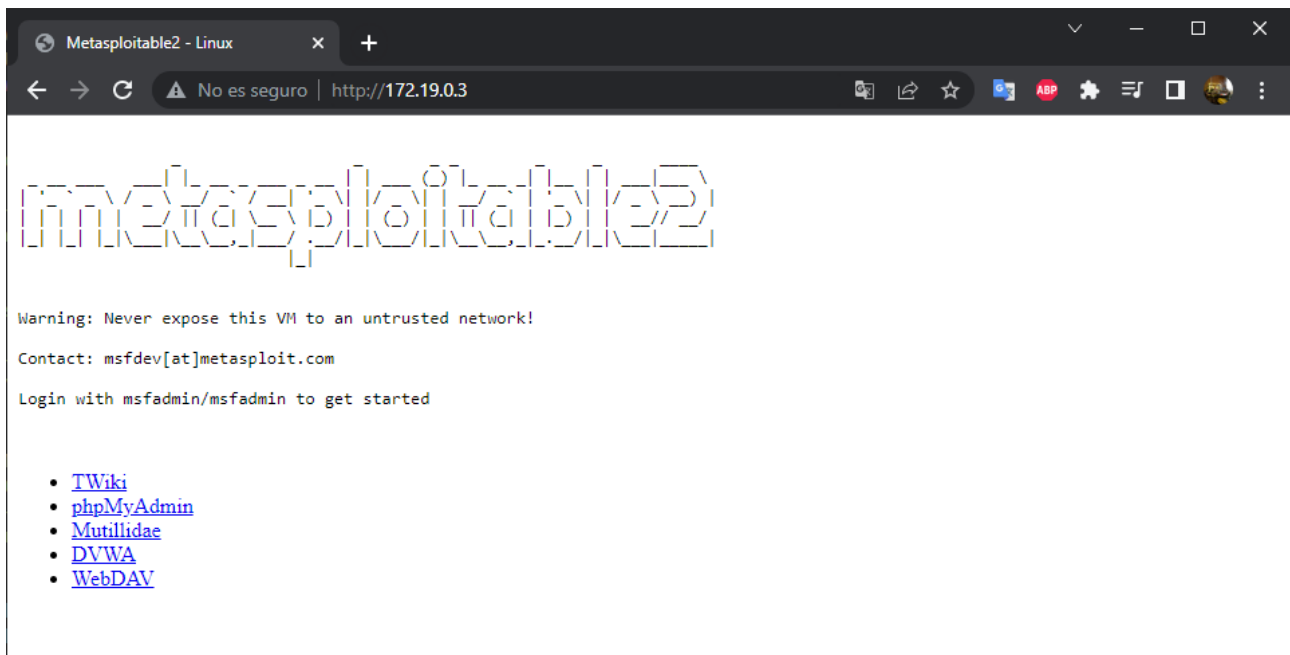 Metasploitable2 - Linux
No es seguro | http://172.19.0.3
ABP
metasploitable2
Warning: Never expose this VM to an untrusted network!
Contact: msfdev[at]metasploit.com
Login with msfadmin/msfadmin to get started
TWiki
phpMyAdmin
Mutillidae
DVWA
WebDAV